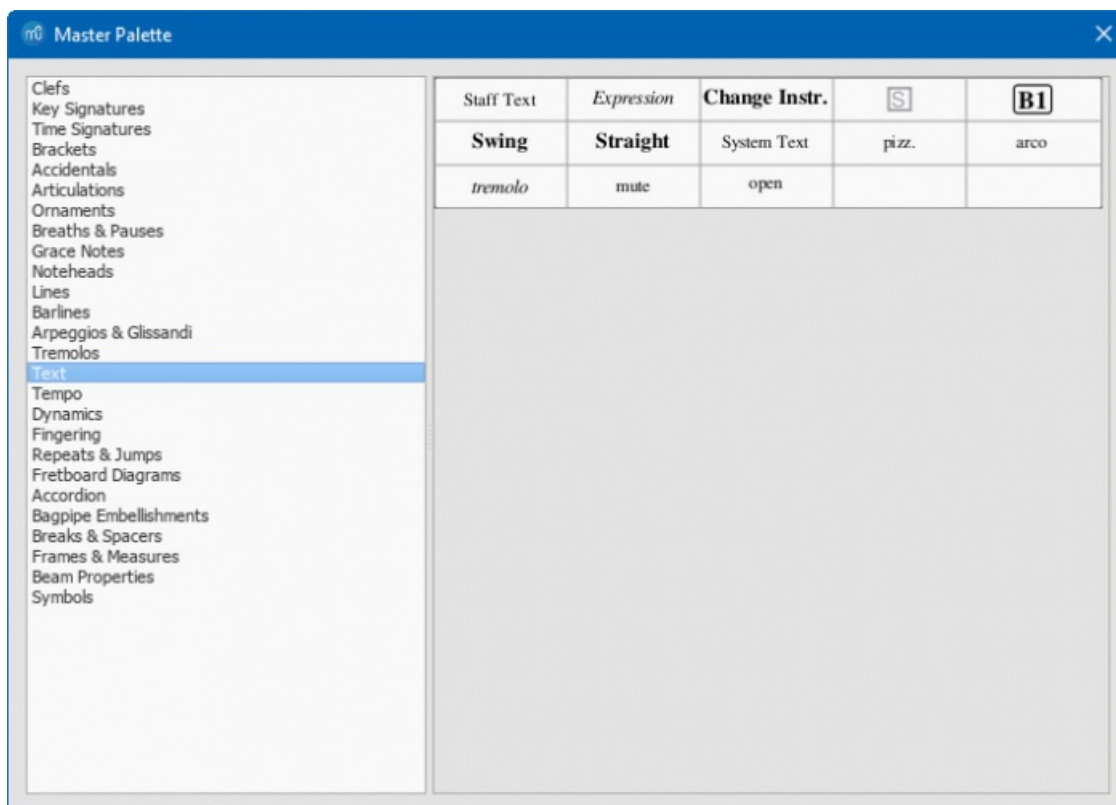 Master Palette
Clefs
Key Signatures
Time Signatures
Brackets
Accidentals
Articulations
Ornaments
Breaths & Pauses
Grace Notes
Noteheads
Lines
Barlines
Arpeggios & Glissandi
Tremolos
Text
Tempo
Dynamics
Fingering
Repeats & Jumps
Fretboard Diagrams
Accordion
Bagpipe Embellishments
Breaks & Spacers
Frames & Measures
Beam Properties
Symbols
Staff Text Expression Change Instr. S B1
Swing Straight System Text pizz. arco
tremolo mute open